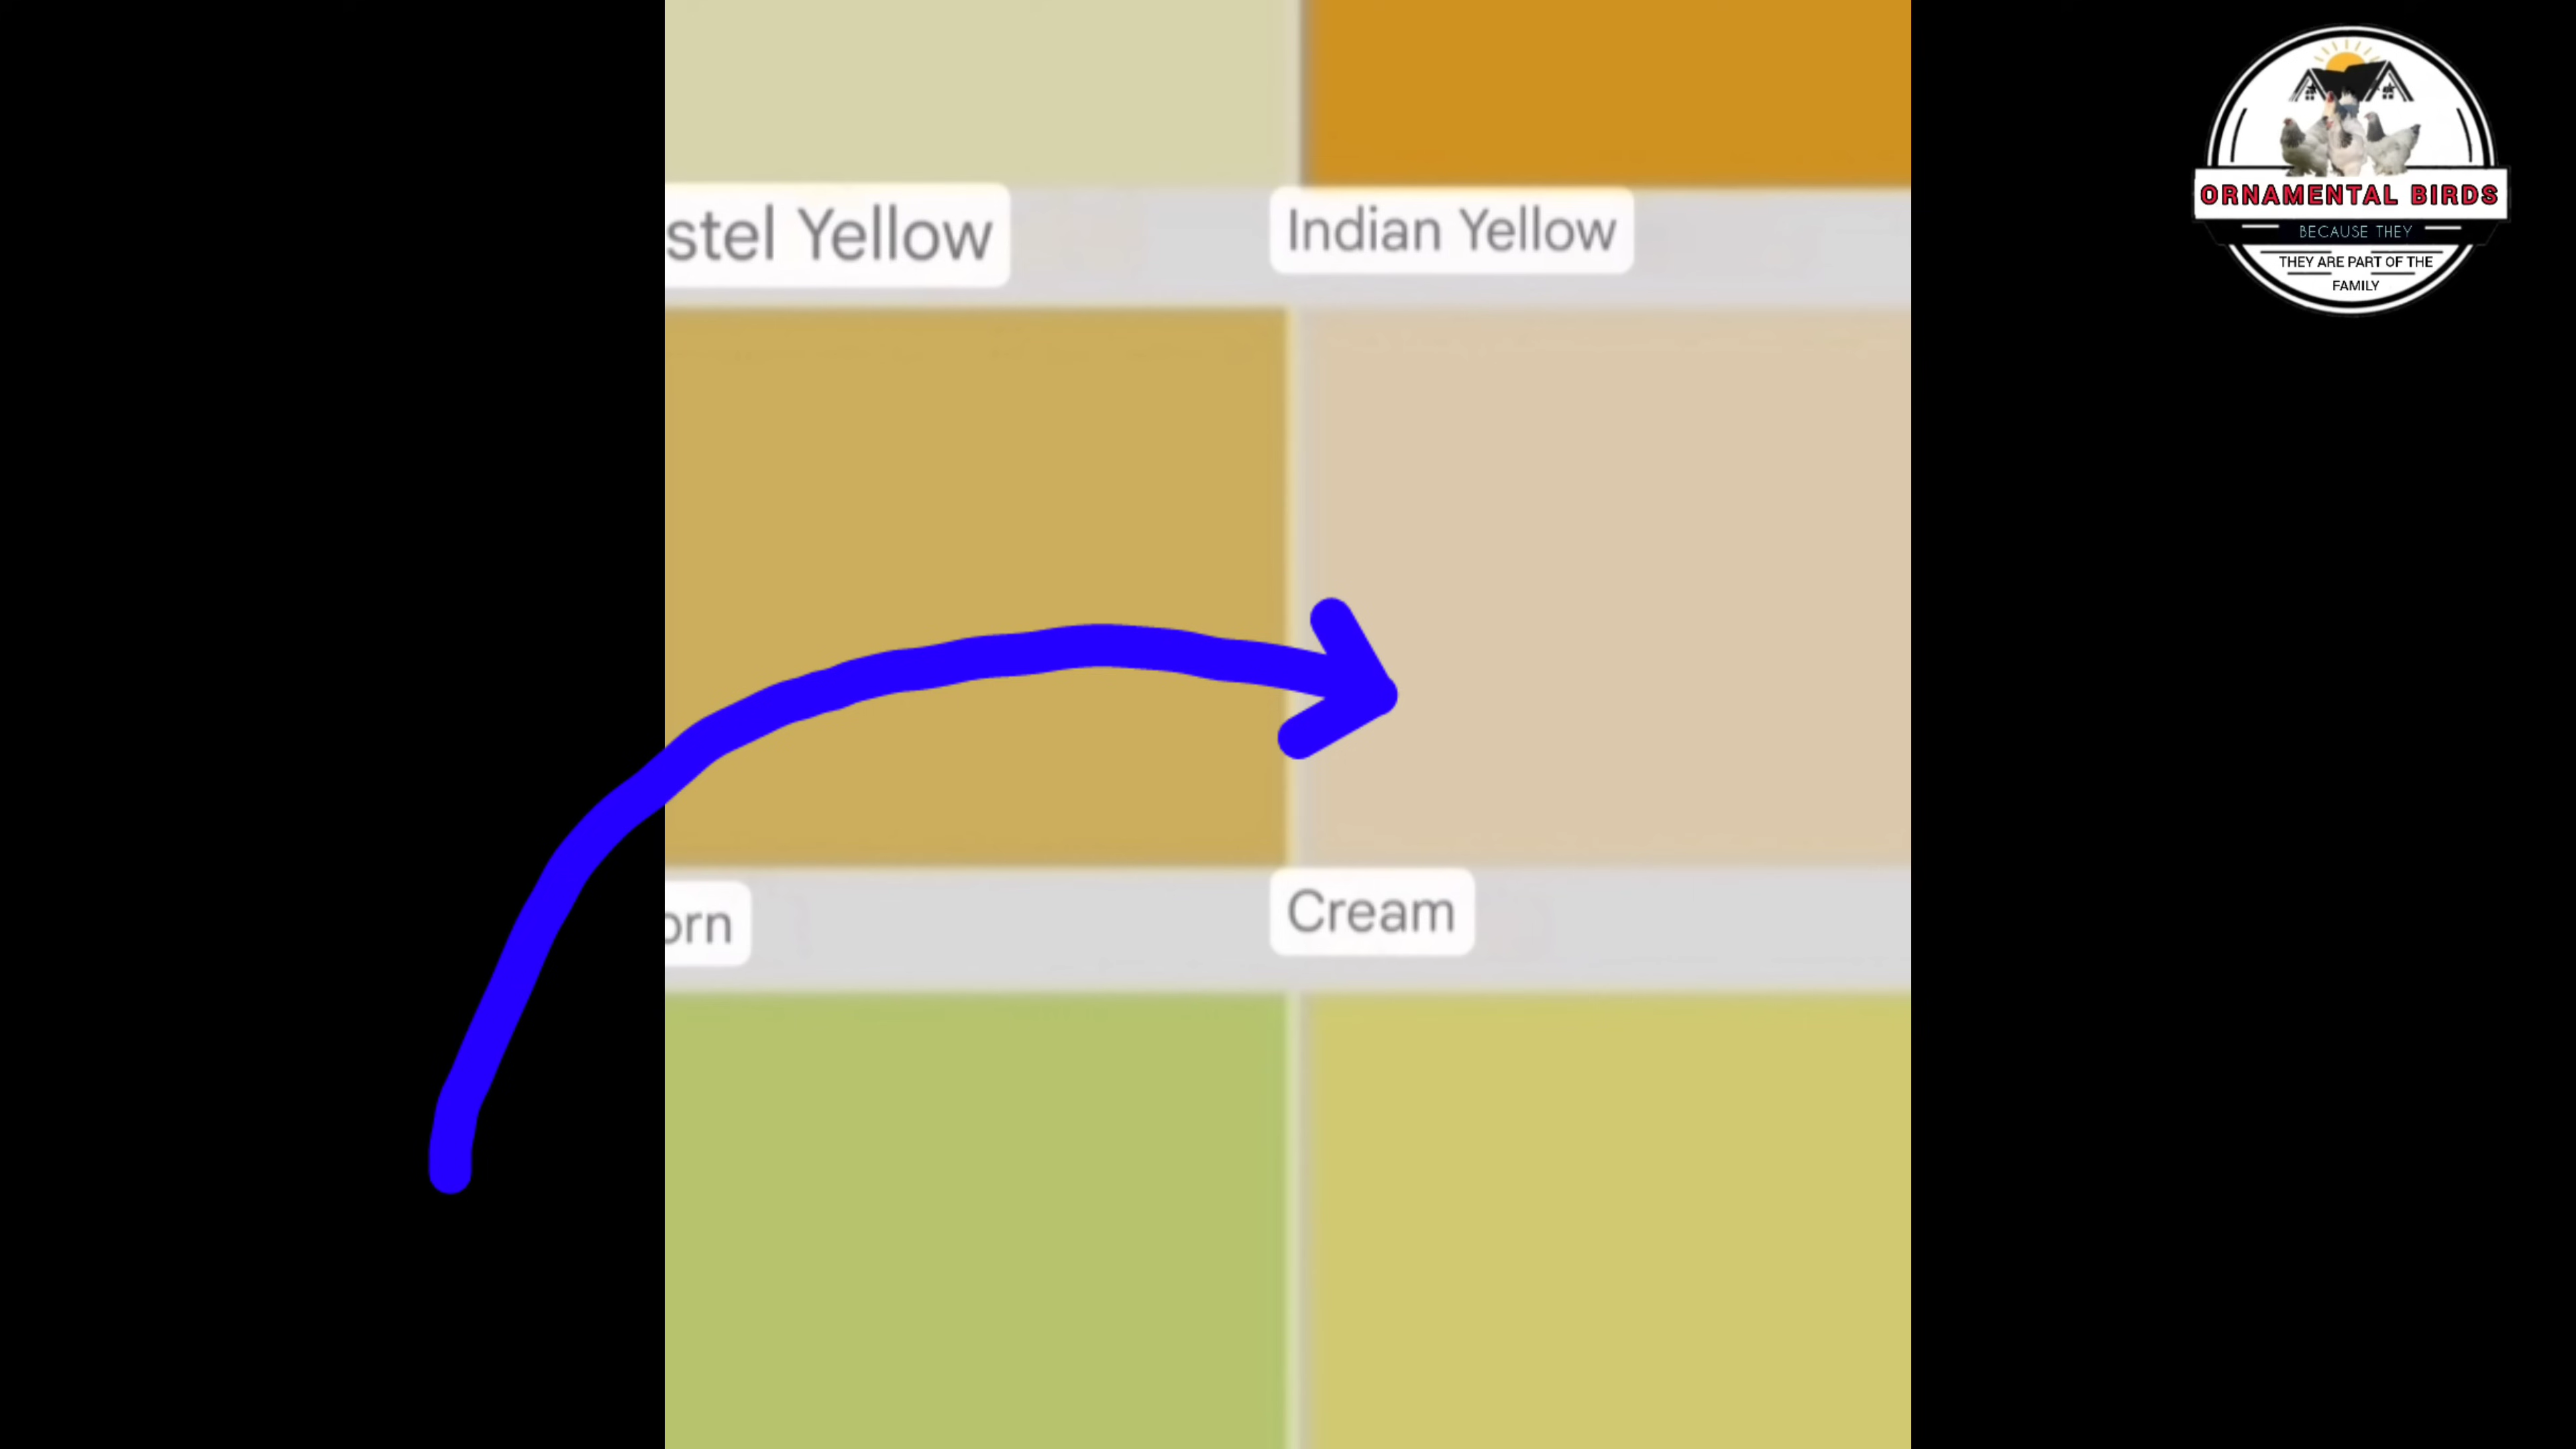 stel Yellow
Indian Yellow
orn
Cream
ORNAMENTAL BIRDS
BECAUSE THEY
THEY ARE PART OF THE
FAMILY